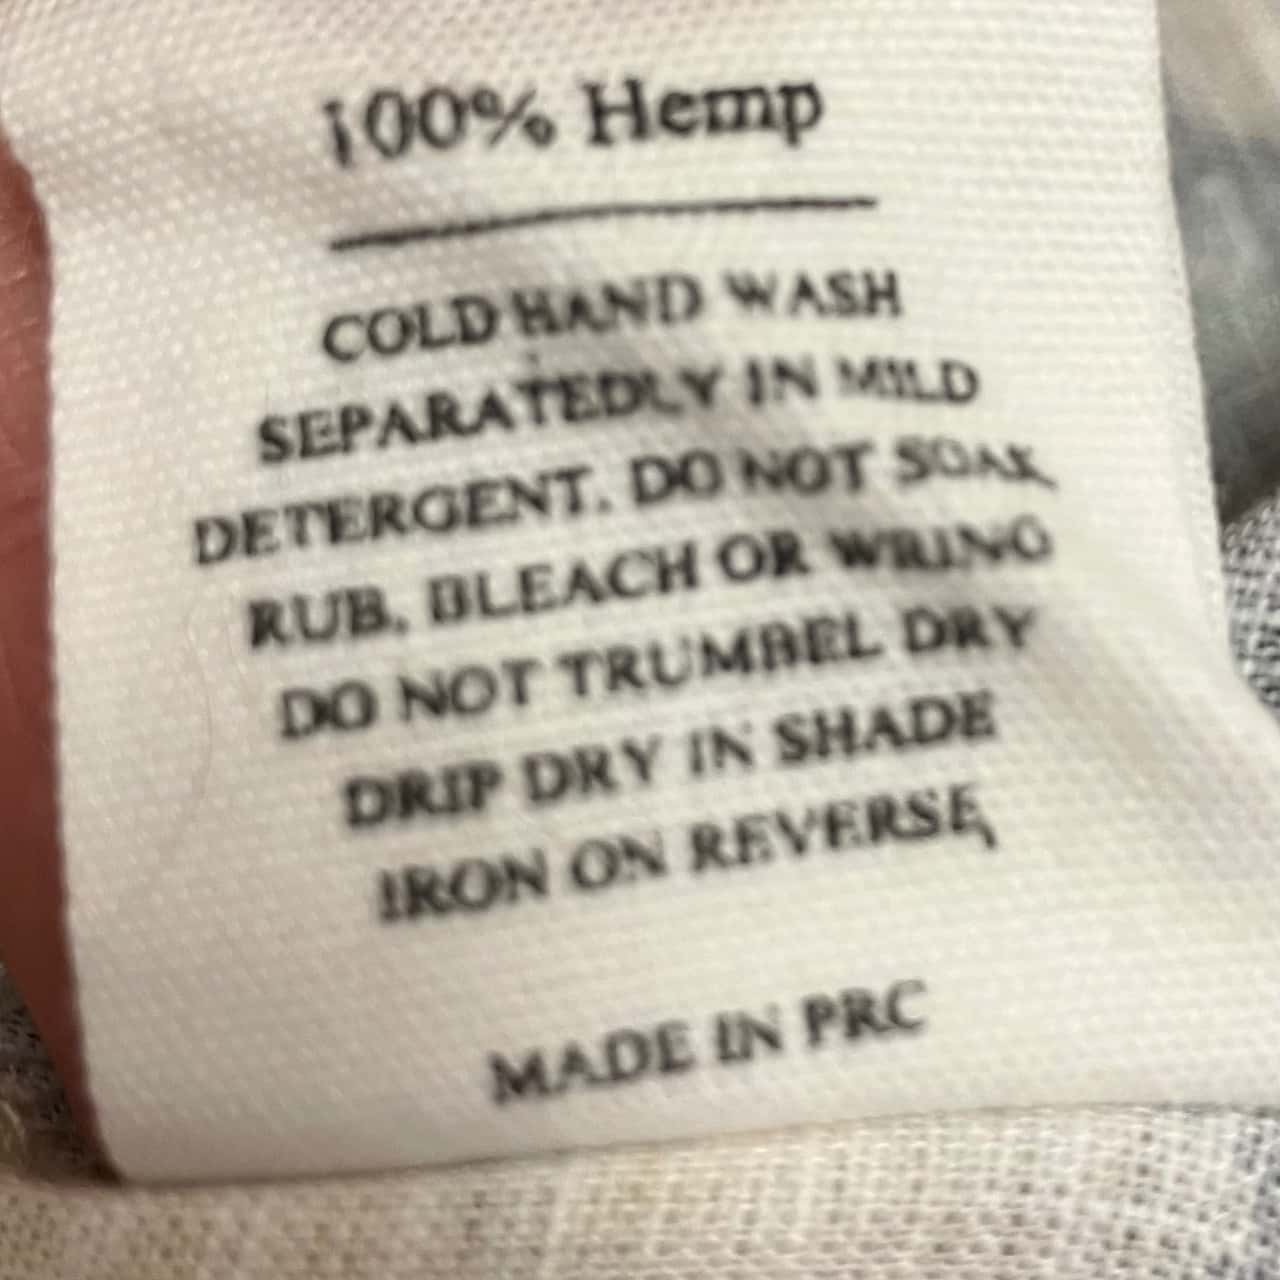 100% Hemp
COLD HAND WASH
SEPARATEDLY IN MILD
DETERGENT. DO NOT SOAK
RUB, BLEACH OR WRING
DO NOT TRUMBEL DRY
DRIP DRY IN SHADE
IRON ON REVERSE
MADE IN PRC